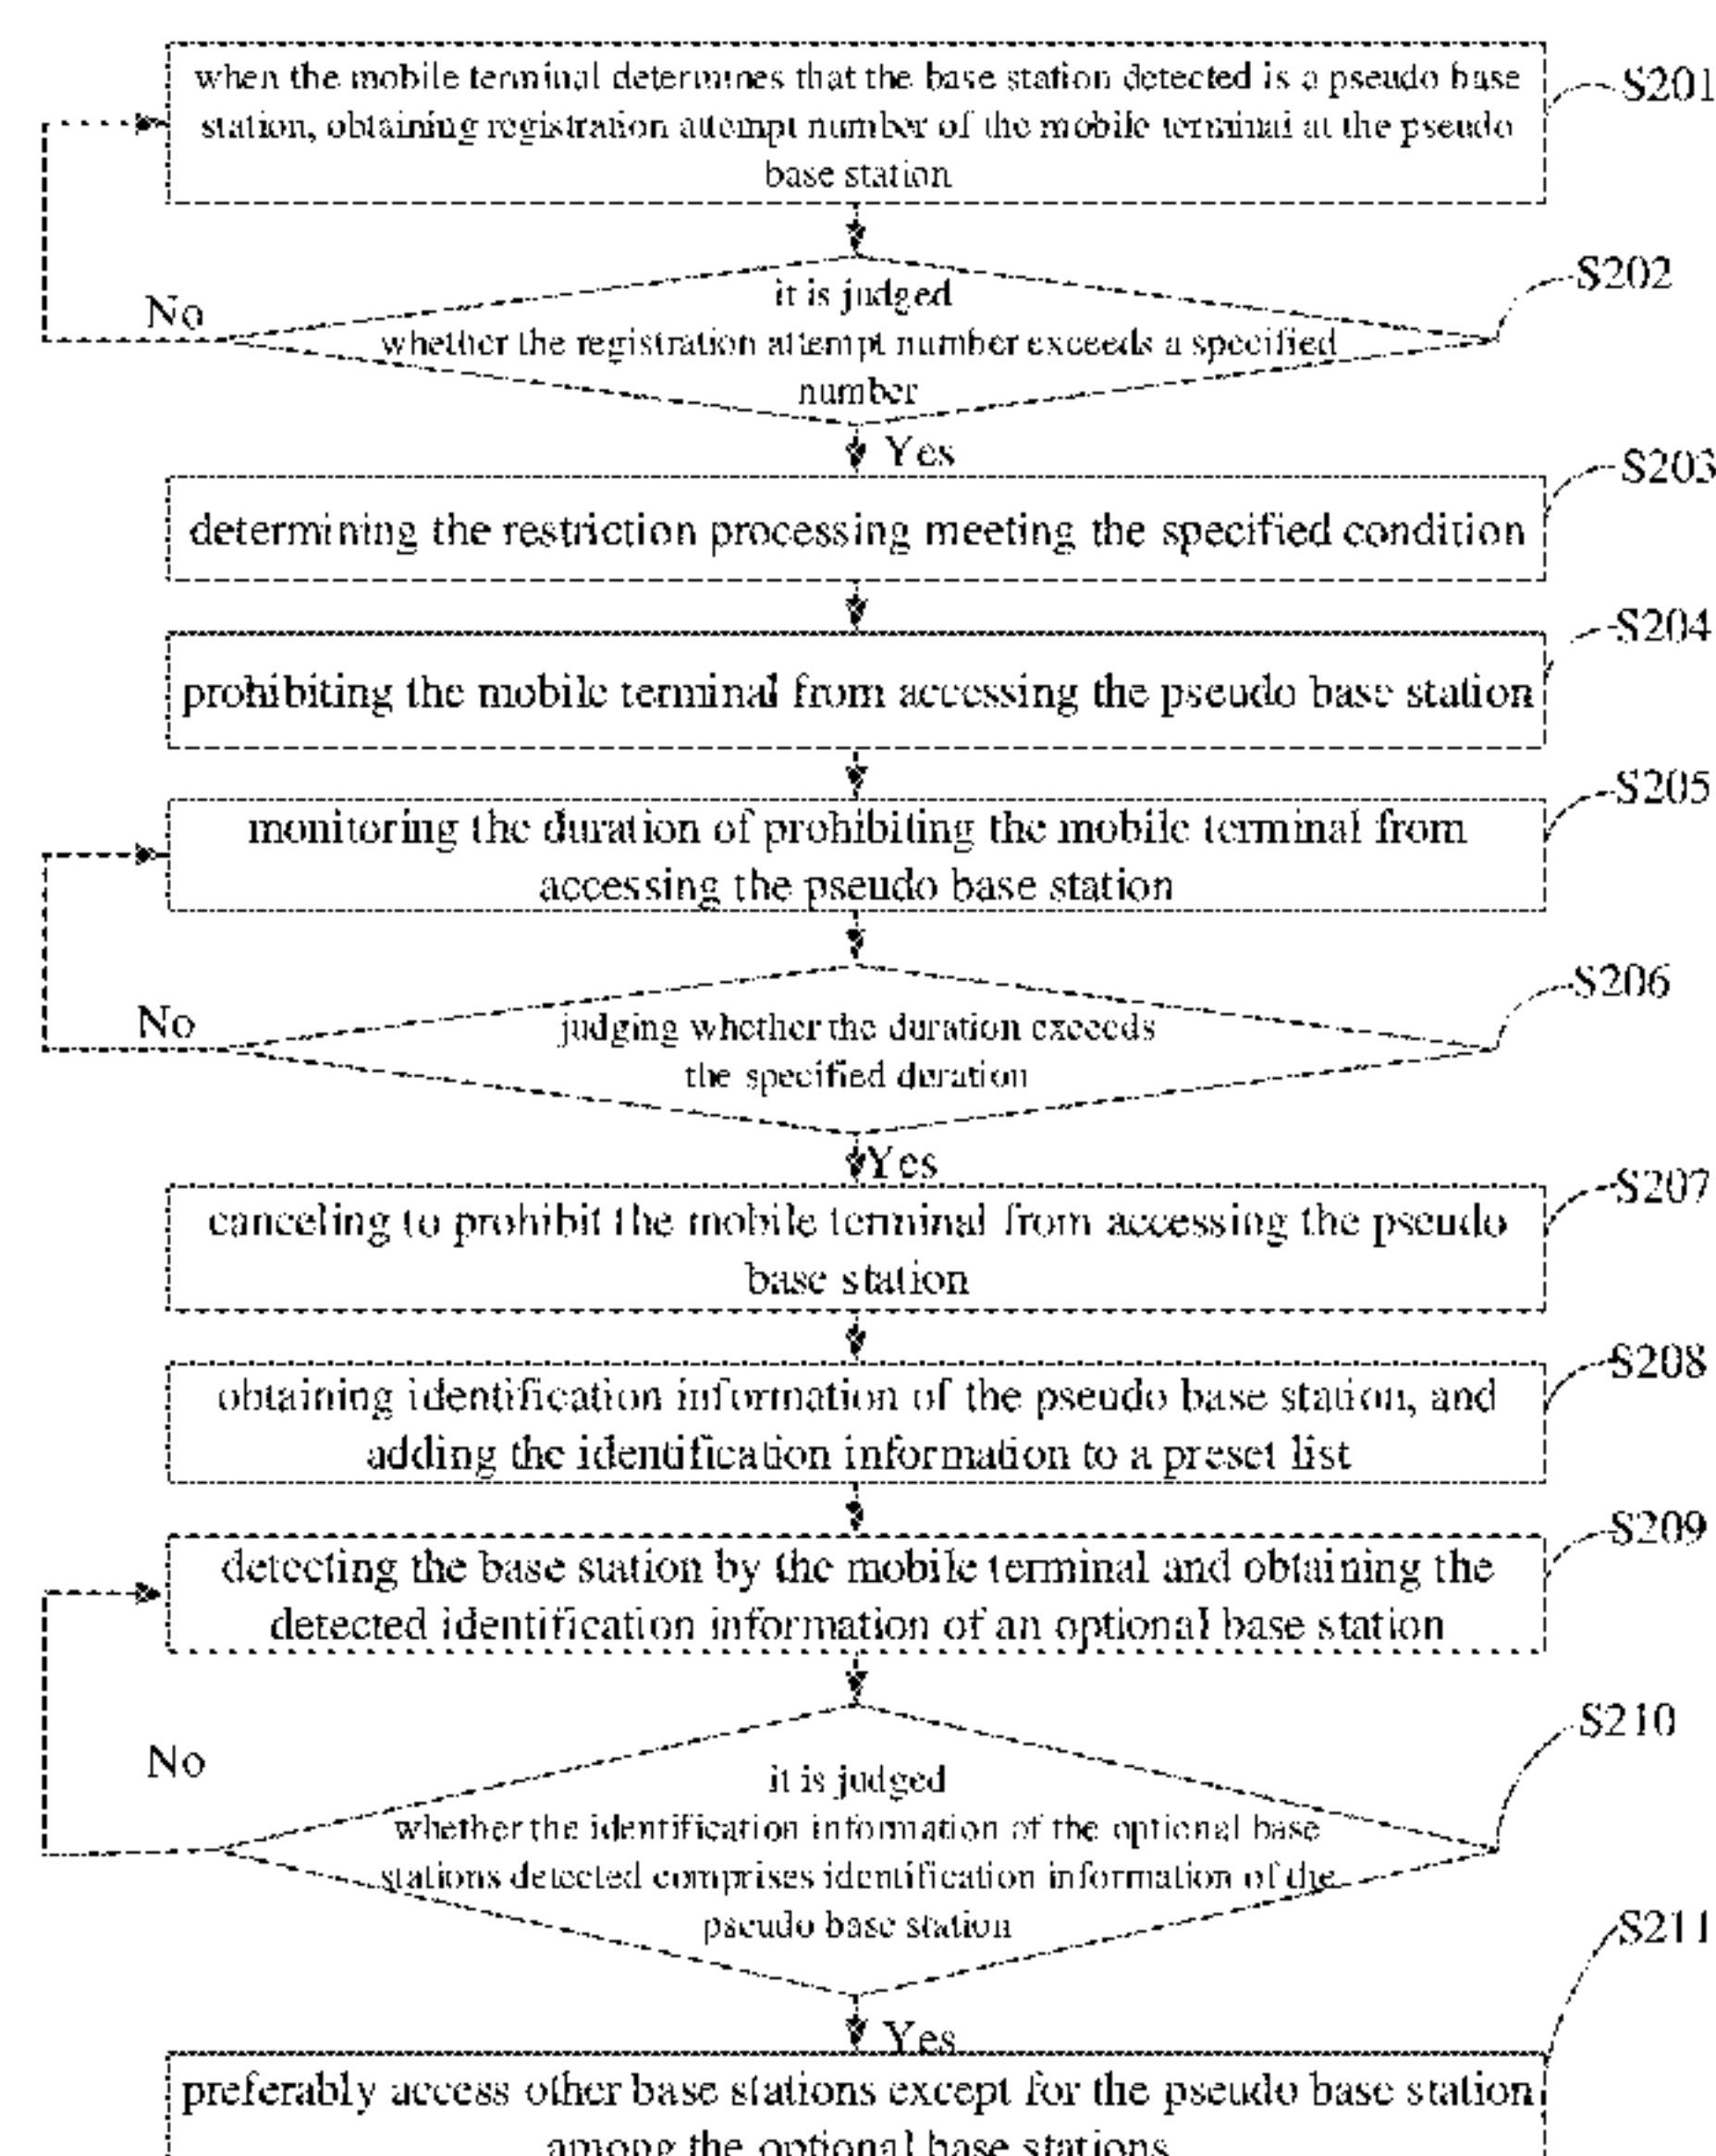 when the mobile terminal determines that the base station detected is a pseudo base
station, obtaining registration attempt number of the mobile terminal at the pseudo
base station
S201
it is judged
whether the registration attempt number exceeds a specified
number
S202
No
Yes
determining the restriction processing meeting the specified condition
S203
prohibiting the mobile terminal from accessing the pseudo base station
S204
monitoring the duration of prohibiting the mobile terminal from
accessing the pseudo base station
S205
judging whether the duration exceeds
the specified duration
S206
No
Yes
canceling to prohibit the mobile terminal from accessing the pseudo
base station
S207
obtaining identification information of the pseudo base station, and
adding the identification information to a preset list
S208
detecting the base station by the mobile terminal and obtaining the
detected identification information of an optional base station
S209
it is judged
whether the identification information of the optional base
stations detected comprises identification information of the
pseudo base station
S210
No
Yes
preferably access other base stations except for the pseudo base station
among the optional base stations
S211